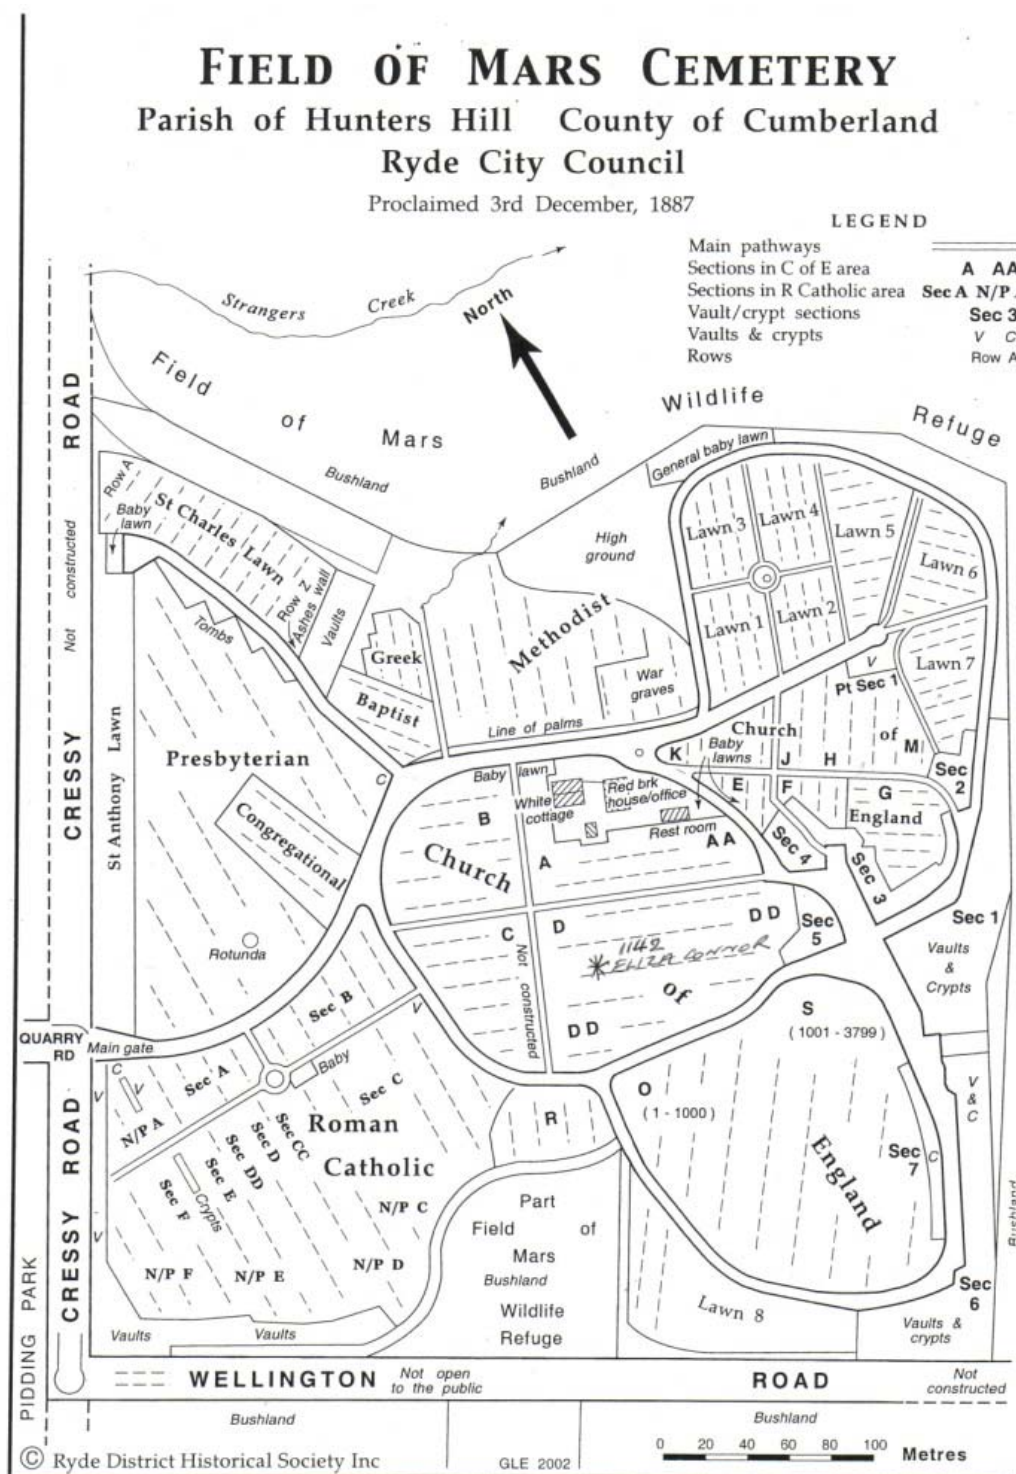 FIELD OF MARS CEMETERY
Parish of Hunters Hill County of Cumberland
Ryde City Council
Proclaimed 3rd December, 1887
LEGEND
Main pathways
Sections in C of E area A AA
Sections in R Catholic area Sec A N/P
Vault/crypt sections Sec 3
Vaults & crypts V C
Rows Row A
Strangers Creek
North
Field of Mars
Wildlife Refuge
Bushland
Bushland
General baby lawn
High ground
CRESSY ROAD
Not constructed
Row A
Baby lawn
St Charles Lawn
Row Z
Ashes wall
Vaults
Tombs
Greek
Baptist
Methodist
War graves
Line of palms
Lawn 3
Lawn 4
Lawn 5
Lawn 6
Lawn 1
Lawn 2
Lawn 7
V
Pt Sec 1
St Anthony Lawn
Presbyterian
Congregational
C
Rotunda
Church of
K
Baby lawns
J
H
M
Sec 2
E
F
G
England
Sec 4
Sec 3
Baby lawn
White cottage
Red brk house/office
Rest room
B
Church
A
AA
C
D
DD
Sec 5
Sec 1
Vaults & Crypts
Not constructed
1142
ELIZA CONNOR
of
DD
S
(1001 - 3799)
O
(1 - 1000)
England
Sec 7
C
V & C
Bushland
Sec 6
Vaults & crypts
QUARRY RD
Main gate
Sec B
V
C
V
V
Sec A
Baby
Sec C
N/P A
Roman Catholic
Sec CC
Sec D
Sec DD
Sec E
Sec F
Crypts
V
N/P C
N/P D
N/P E
N/P F
R
Part
Field of
Mars
Bushland
Wildlife
Refuge
Lawn 8
Vaults
Vaults
PIDDING PARK
CRESSY ROAD
WELLINGTON ROAD
Not open to the public
Not constructed
Bushland
Bushland
© Ryde District Historical Society Inc
GLE 2002
0 20 40 60 80 100 Metres